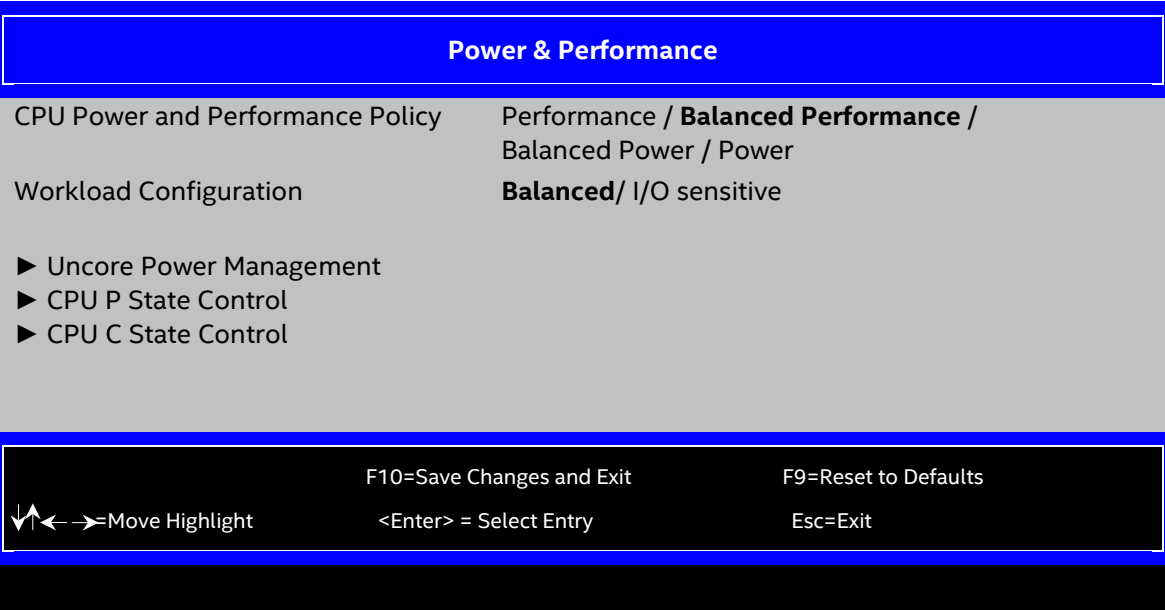 Power & Performance
CPU Power and Performance Policy Performance / Balanced Performance /
Balanced Power / Power
Workload Configuration Balanced/ I/O sensitive
► Uncore Power Management
► CPU P State Control
► CPU C State Control
F10=Save Changes and Exit F9=Reset to Defaults
↓↑← →=Move Highlight <Enter> = Select Entry Esc=Exit